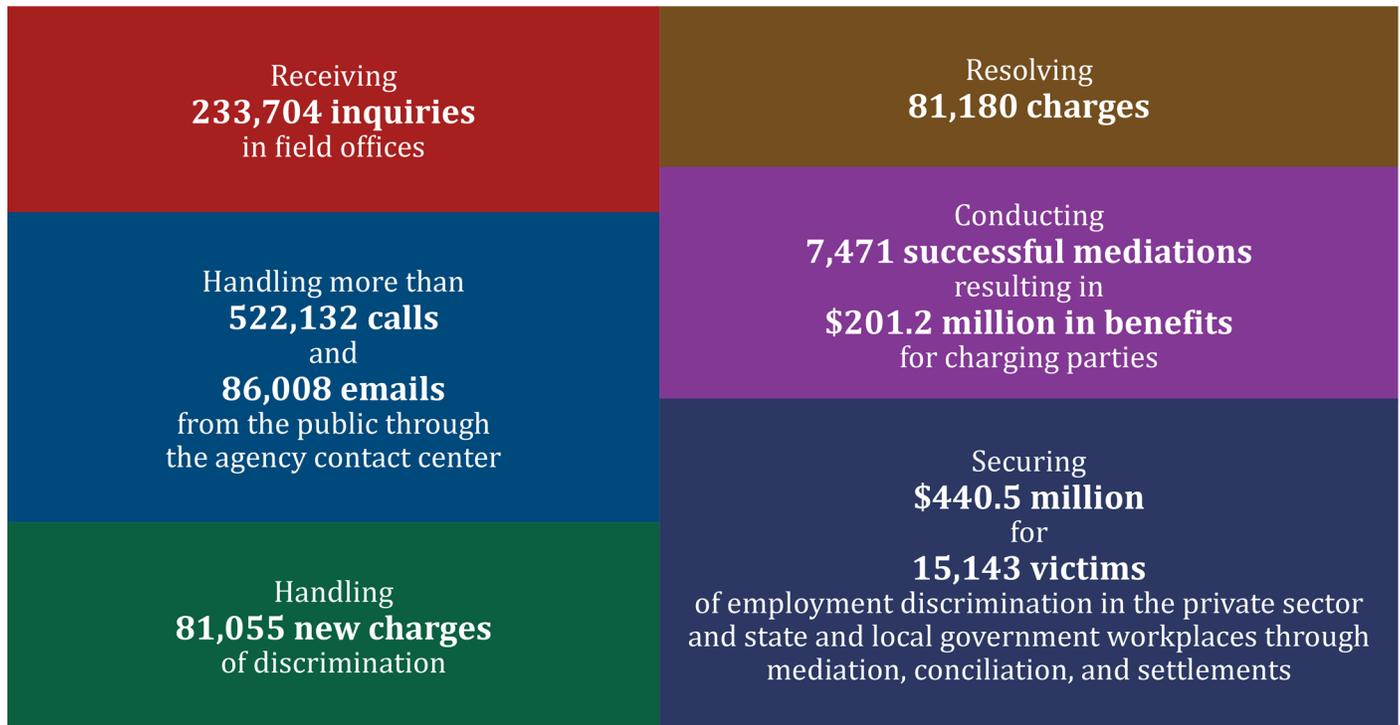 Receiving
233,704 inquiries
in field offices
Handling more than
522,132 calls
and
86,008 emails
from the public through
the agency contact center
Handling
81,055 new charges
of discrimination
Resolving
81,180 charges
Conducting
7,471 successful mediations
resulting in
$201.2 million in benefits
for charging parties
Securing
$440.5 million
for
15,143 victims
of employment discrimination in the private sector
and state and local government workplaces through
mediation, conciliation, and settlements